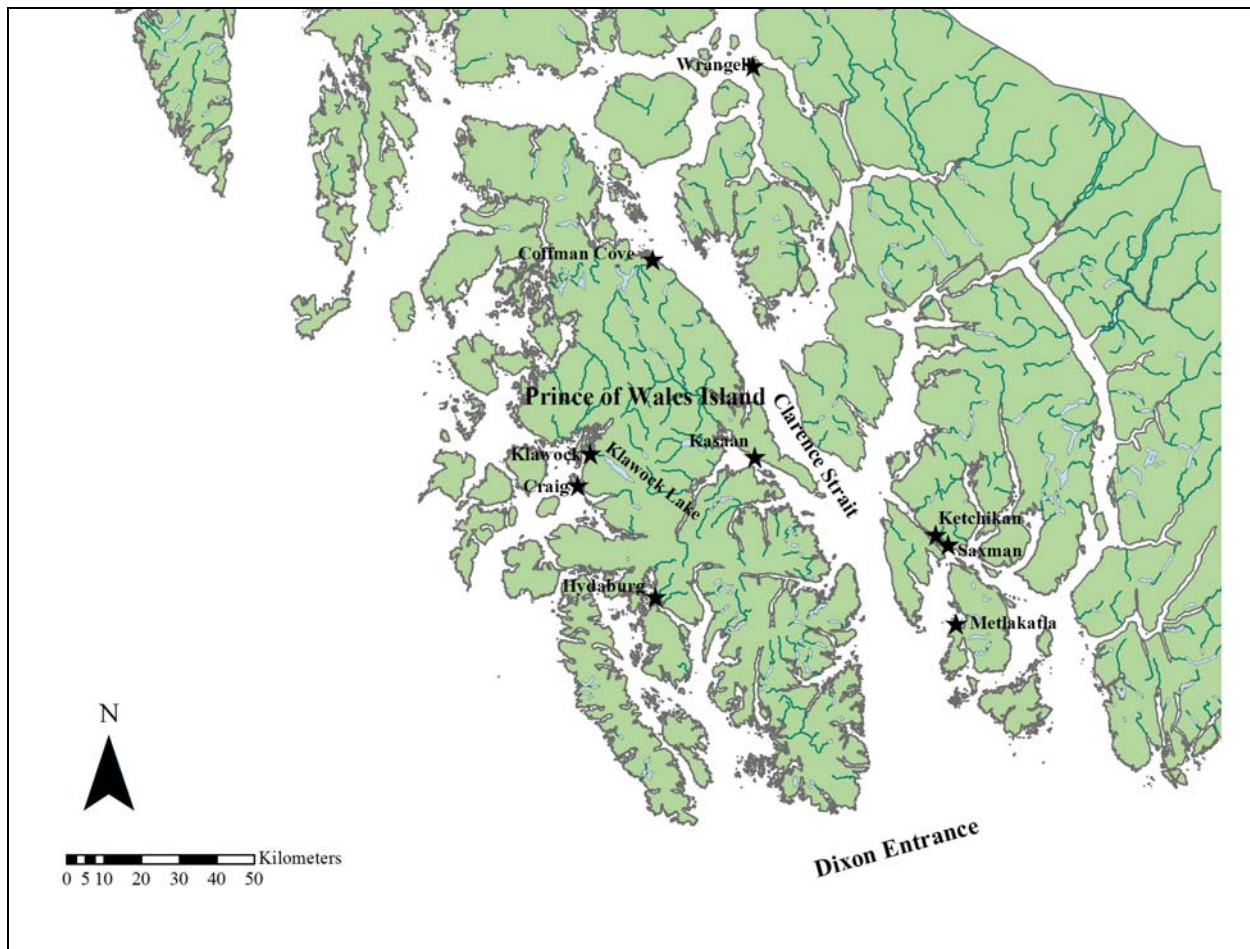 Wrangell
Coffman Cove
Prince of Wales Island
Clarence Strait
Kasaan
Klawock
Klawock Lake
Craig
Ketchikan
Saxman
Hydaburg
Metlakatla
N
Kilometers
0 5 10 20 30 40 50
Dixon Entrance